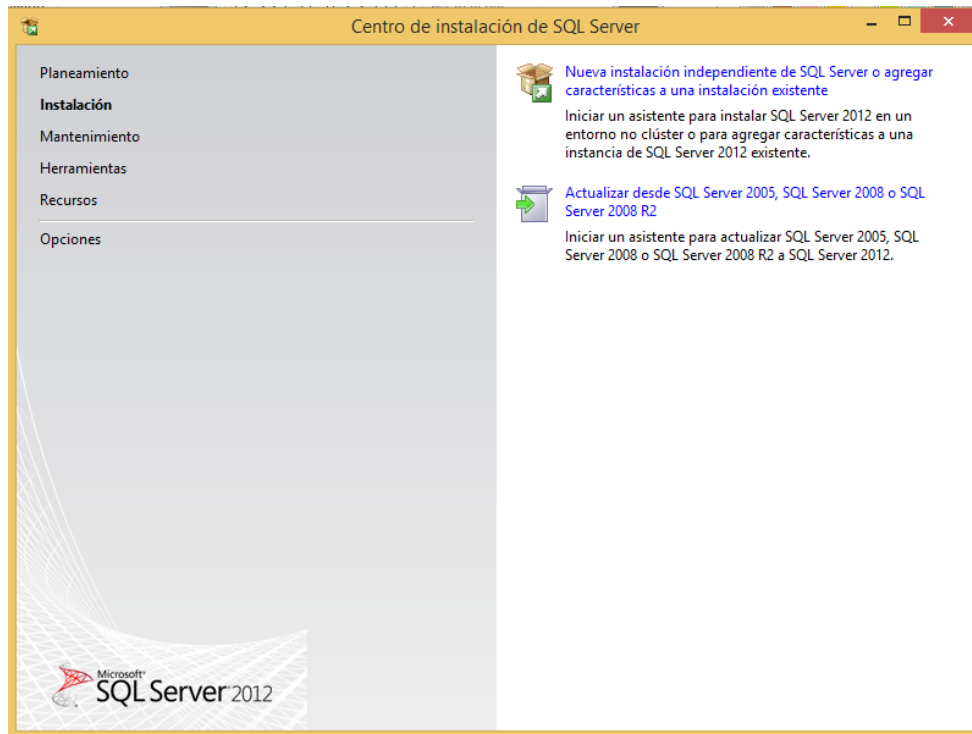 Centro de instalación de SQL Server
Planeamiento
Instalación
Mantenimiento
Herramientas
Recursos
Opciones
Nueva instalación independiente de SQL Server o agregar
características a una instalación existente
Iniciar un asistente para instalar SQL Server 2012 en un
entorno no clúster o para agregar características a una
instancia de SQL Server 2012 existente.
Actualizar desde SQL Server 2005, SQL Server 2008 o SQL
Server 2008 R2
Iniciar un asistente para actualizar SQL Server 2005, SQL
Server 2008 o SQL Server 2008 R2 a SQL Server 2012.
Microsoft®
SQL Server 2012